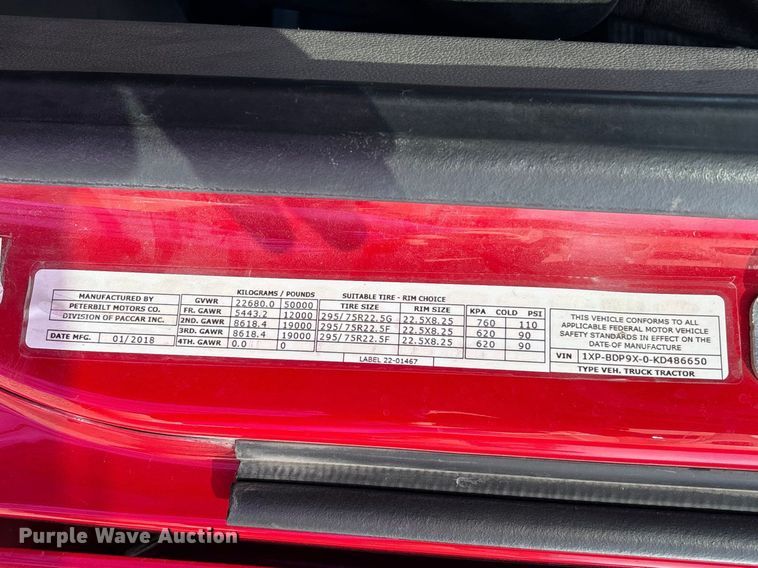 MANUFACTURED BY
PETERBILT MOTORS CO.
DIVISION OF PACCAR INC.
DATE MFG. 01/2018
KILOGRAMS / POUNDS
GVWR 22680.0 50000
FR. GAWR 5443.2 12000
2ND. GAWR 8618.4 19000
3RD. GAWR 8618.4 19000
4TH. GAWR 0.0 0
SUITABLE TIRE - RIM CHOICE
TIRE SIZE RIM SIZE KPA COLD PSI
295/75R22.5G 22.5X8.25 760 110
295/75R22.5F 22.5X8.25 620 90
295/75R22.5F 22.5X8.25 620 90
LABEL 22-01467
THIS VEHICLE CONFORMS TO ALL
APPLICABLE FEDERAL MOTOR VEHICLE
SAFETY STANDARDS IN EFFECT ON THE
DATE OF MANUFACTURE
VIN 1XP-BDP9X-0-KD486650
TYPE VEH. TRUCK TRACTOR
Purple Wave Auction